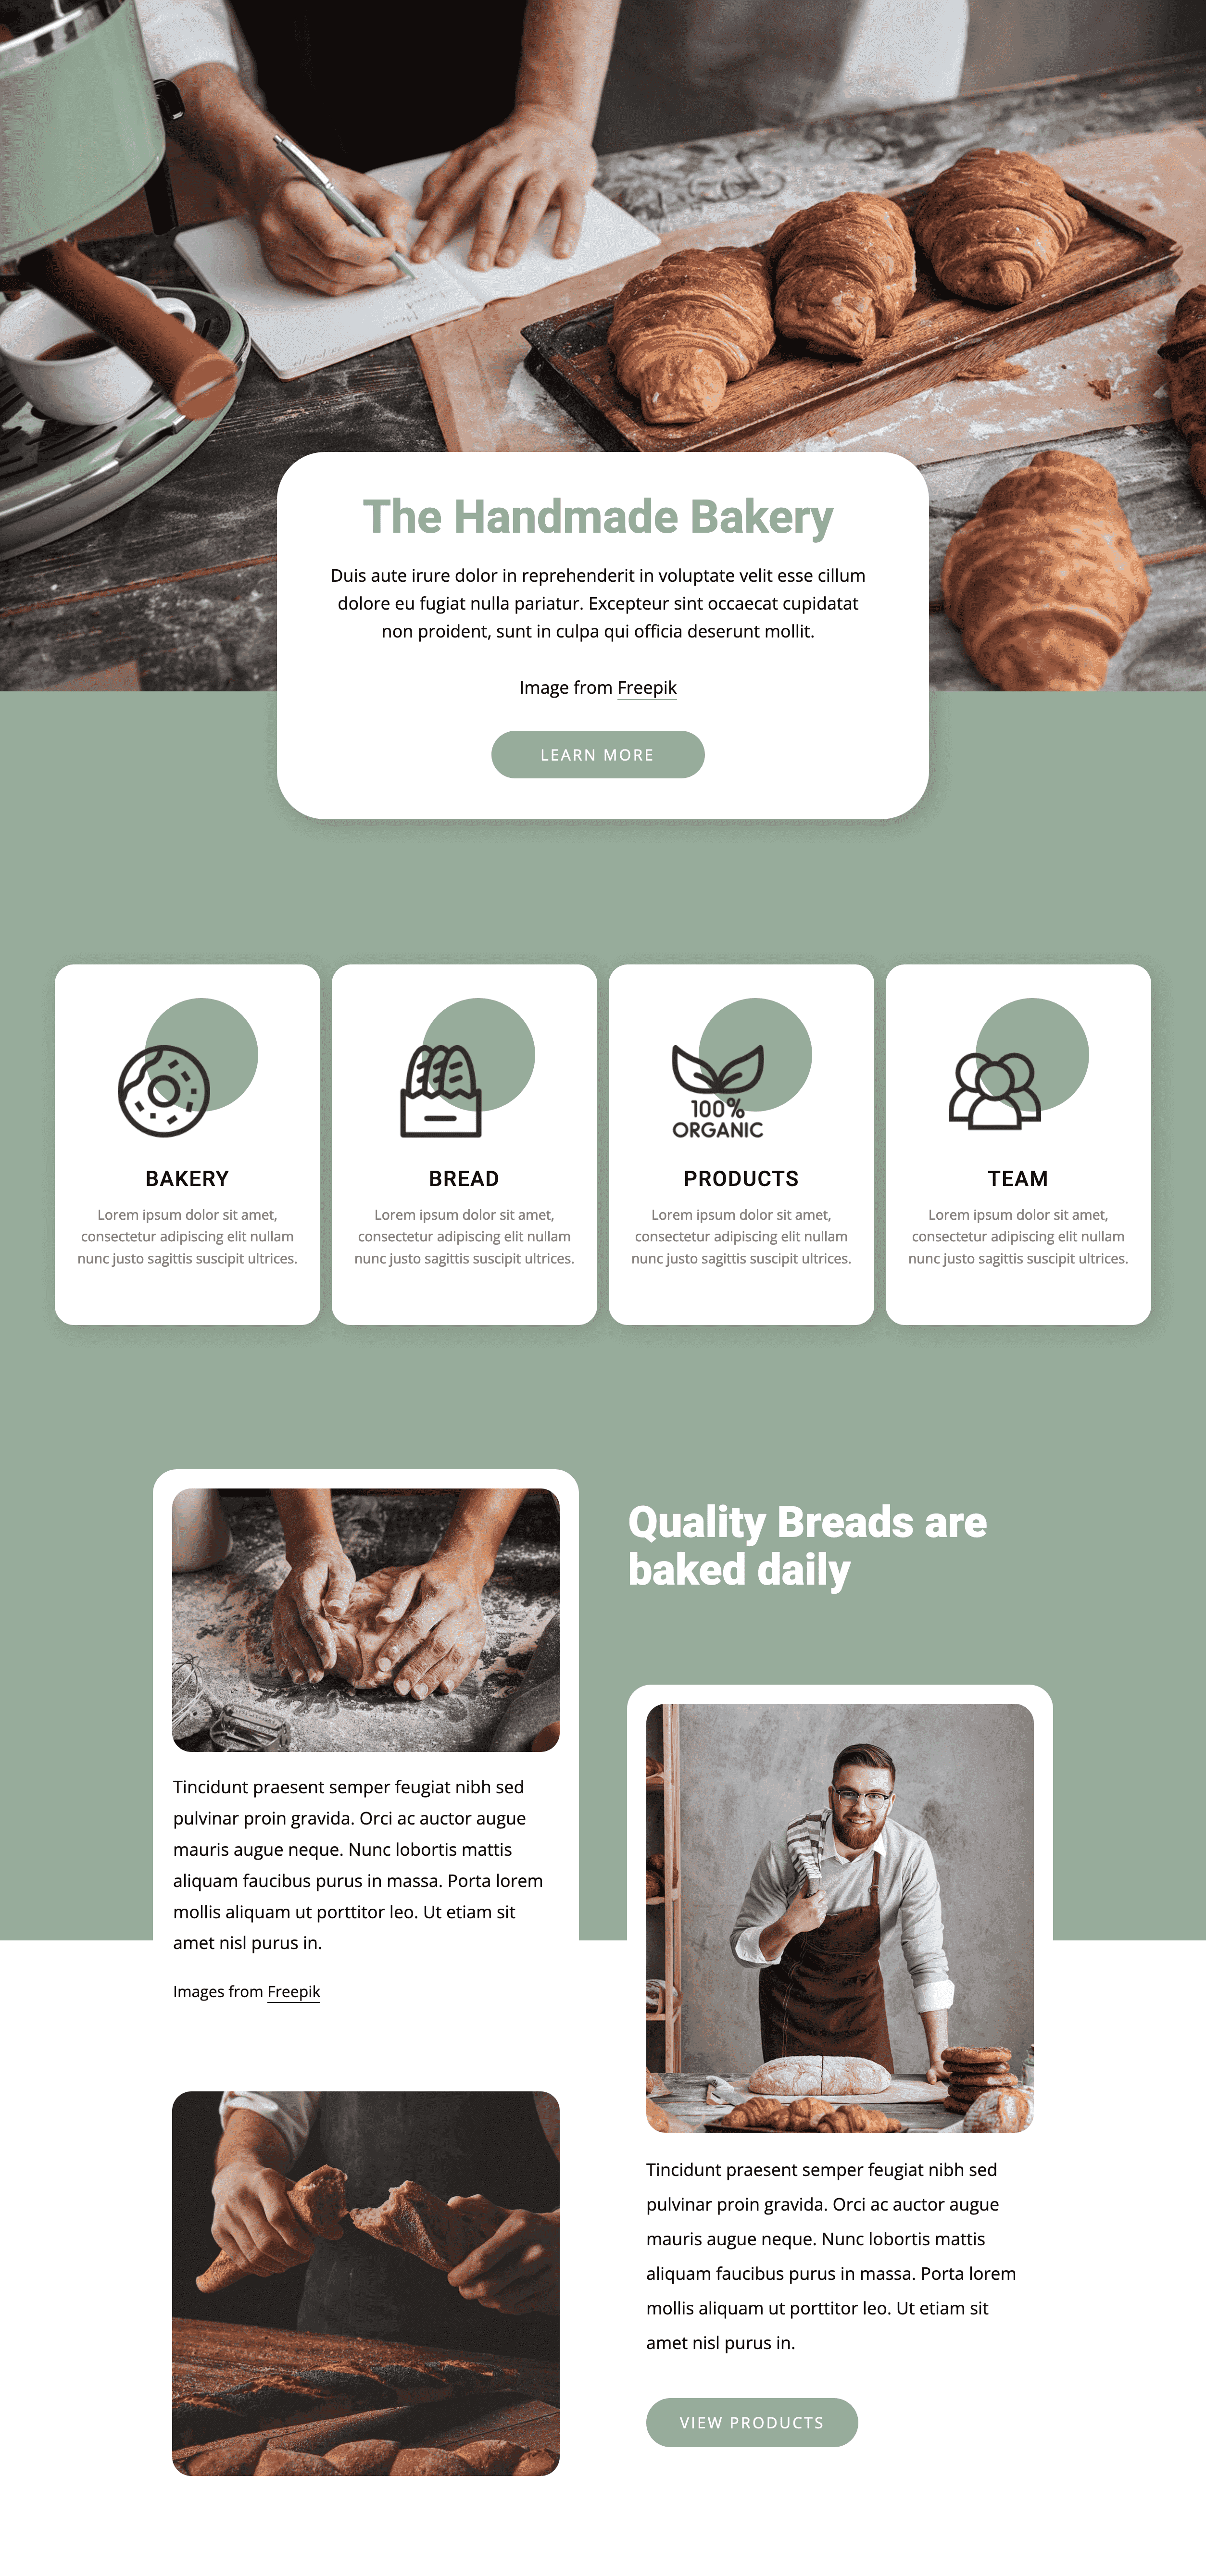 The Handmade Bakery
Duis aute irure dolor in reprehenderit in voluptate velit esse cillum
dolore eu fugiat nulla pariatur. Excepteur sint occaecat cupidatat
non proident, sunt in culpa qui officia deserunt mollit.
Image from Freepik
LEARN MORE
100%
ORGANIC
BAKERY
Lorem ipsum dolor sit amet,
consectetur adipiscing elit nullam
nunc justo sagittis suscipit ultrices.
BREAD
Lorem ipsum dolor sit amet,
consectetur adipiscing elit nullam
nunc justo sagittis suscipit ultrices.
PRODUCTS
Lorem ipsum dolor sit amet,
consectetur adipiscing elit nullam
nunc justo sagittis suscipit ultrices.
TEAM
Lorem ipsum dolor sit amet,
consectetur adipiscing elit nullam
nunc justo sagittis suscipit ultrices.
Quality Breads are
baked daily
Tincidunt praesent semper feugiat nibh sed
pulvinar proin gravida. Orci ac auctor augue
mauris augue neque. Nunc lobortis mattis
aliquam faucibus purus in massa. Porta lorem
mollis aliquam ut porttitor leo. Ut etiam sit
amet nisl purus in.
Images from Freepik
Tincidunt praesent semper feugiat nibh sed
pulvinar proin gravida. Orci ac auctor augue
mauris augue neque. Nunc lobortis mattis
aliquam faucibus purus in massa. Porta lorem
mollis aliquam ut porttitor leo. Ut etiam sit
amet nisl purus in.
VIEW PRODUCTS